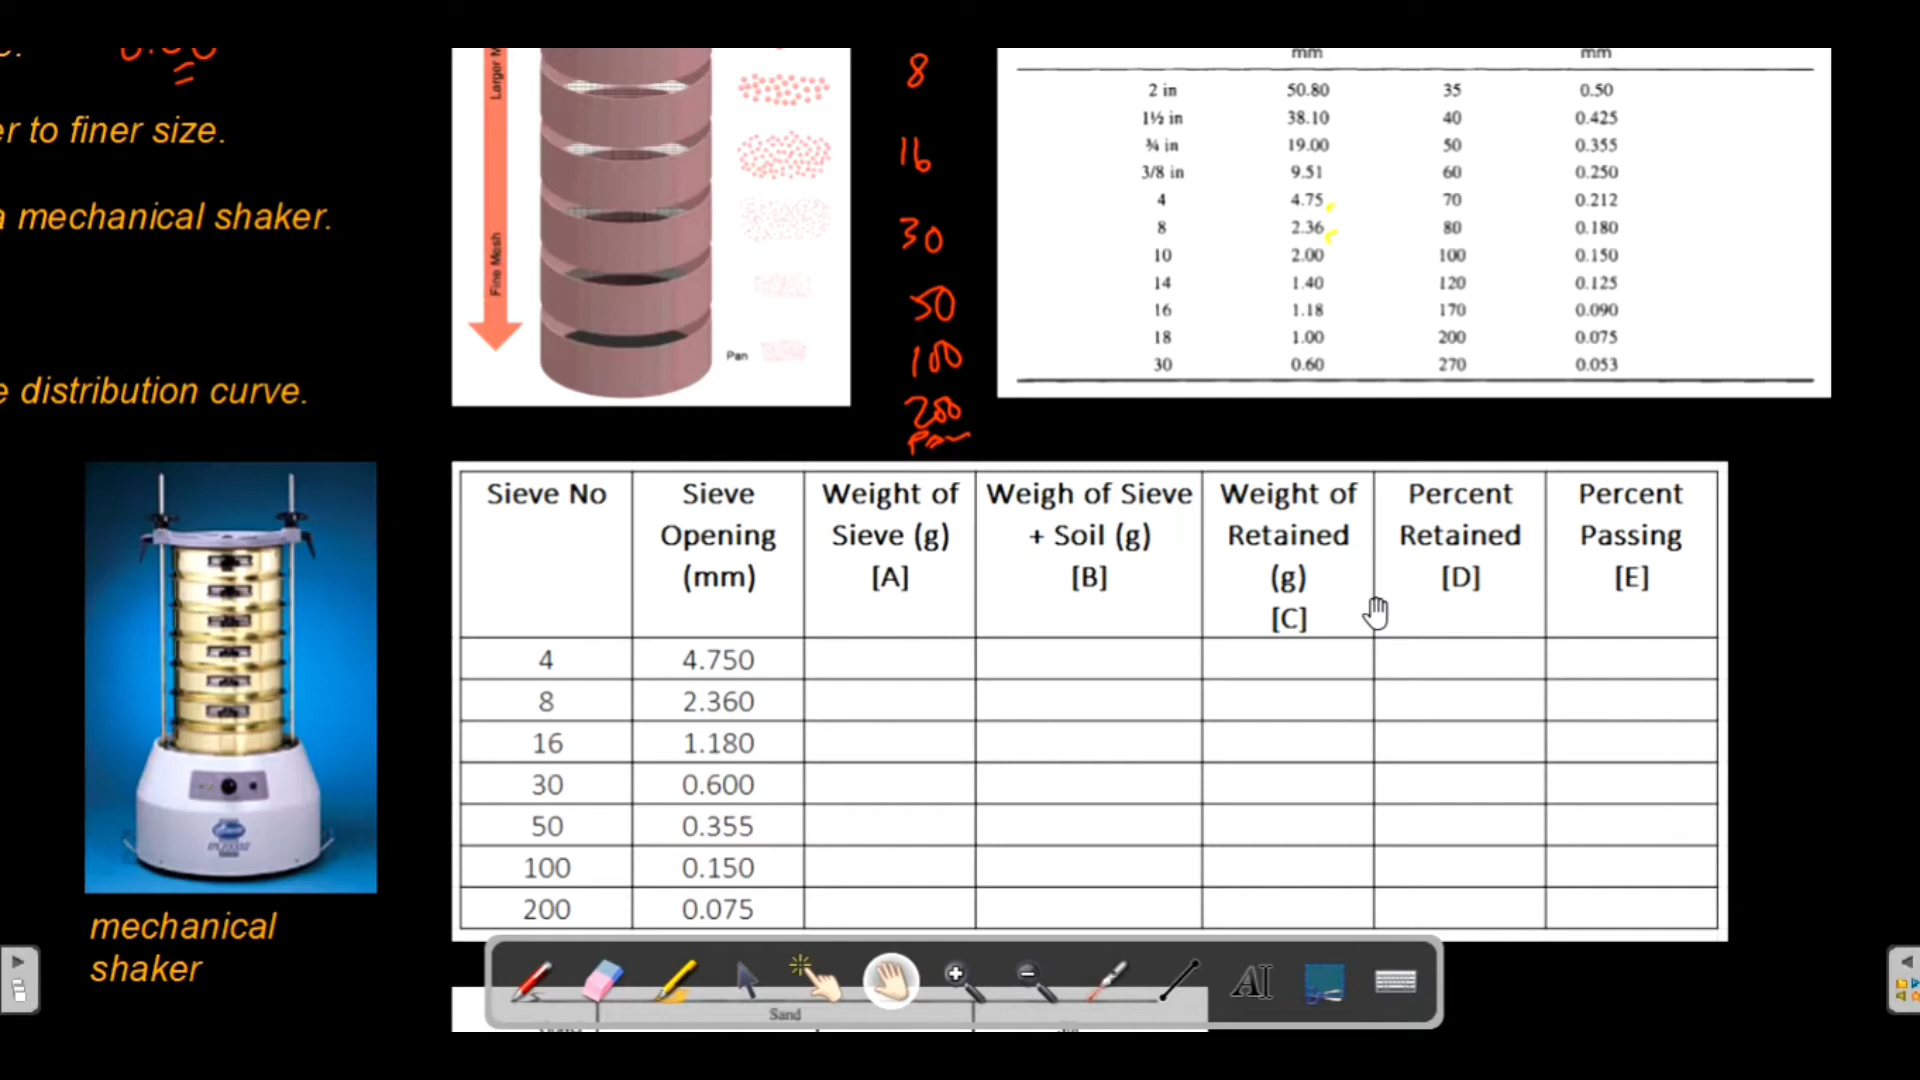 er to finer size.
a mechanical shaker.
e distribution curve.
mechanical
shaker
Fine Mesh
Pan
8
16
30
50
100
200
Pan
mm mm
2 in 50.80 35 0.50
1½ in 38.10 40 0.425
¾ in 19.00 50 0.355
3/8 in 9.51 60 0.250
4 4.75 70 0.212
8 2.36 80 0.180
10 2.00 100 0.150
14 1.40 120 0.125
16 1.18 170 0.090
18 1.00 200 0.075
30 0.60 270 0.053
Sieve No Sieve Weight of Weigh of Sieve Weight of Percent Percent
Opening Sieve (g) + Soil (g) Retained Retained Passing
(mm) [A] [B] (g) [D] [E]
[C]
4 4.750
8 2.360
16 1.180
30 0.600
50 0.355
100 0.150
200 0.075
AI
Sand